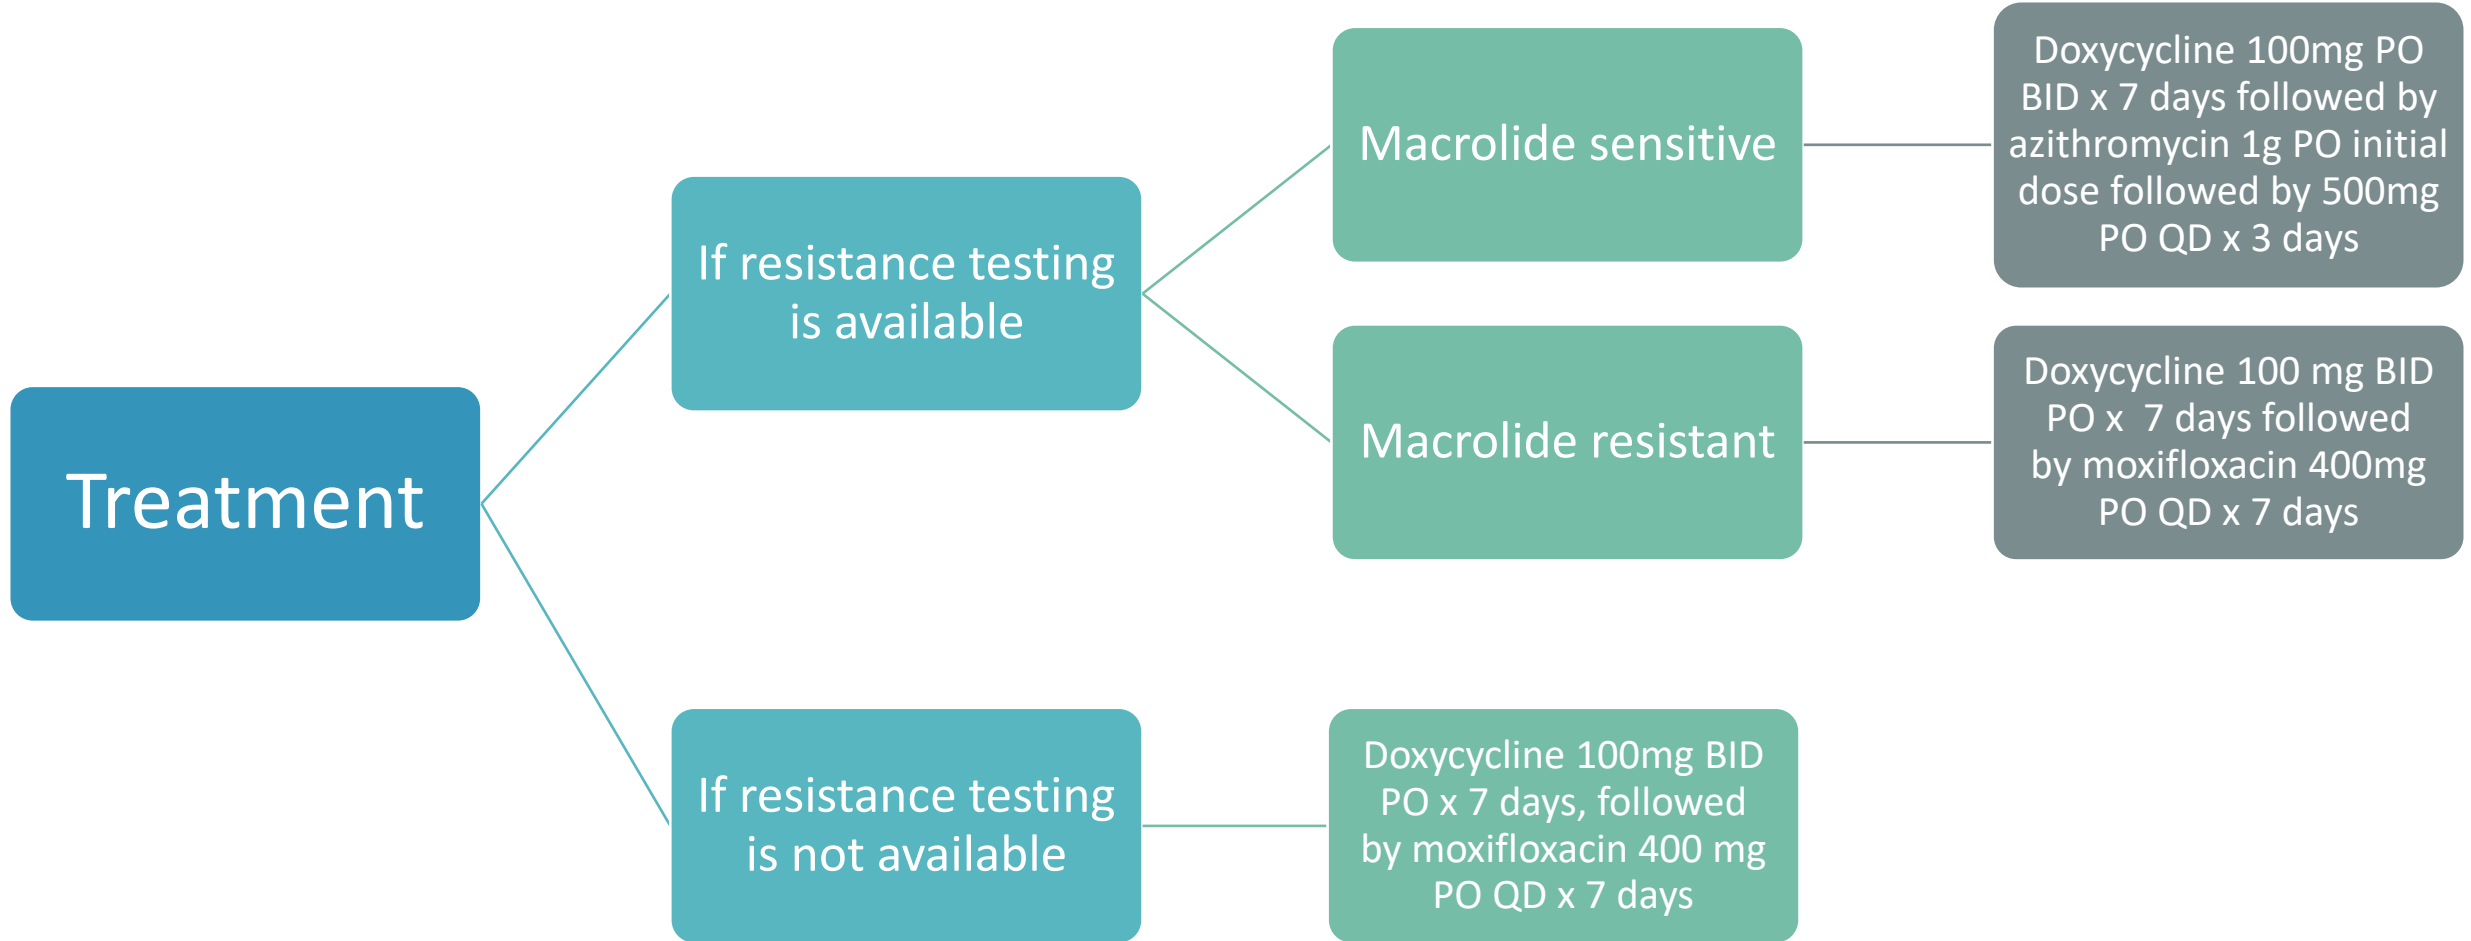 Treatment
If resistance testing
is available
Macrolide sensitive
Doxycycline 100mg PO
BID x 7 days followed by
azithromycin 1g PO initial
dose followed by 500mg
PO QD x 3 days
Macrolide resistant
Doxycycline 100 mg BID
PO x  7 days followed
by moxifloxacin 400mg
PO QD x 7 days
If resistance testing
is not available
Doxycycline 100mg BID
PO x 7 days, followed
by moxifloxacin 400 mg
PO QD x 7 days